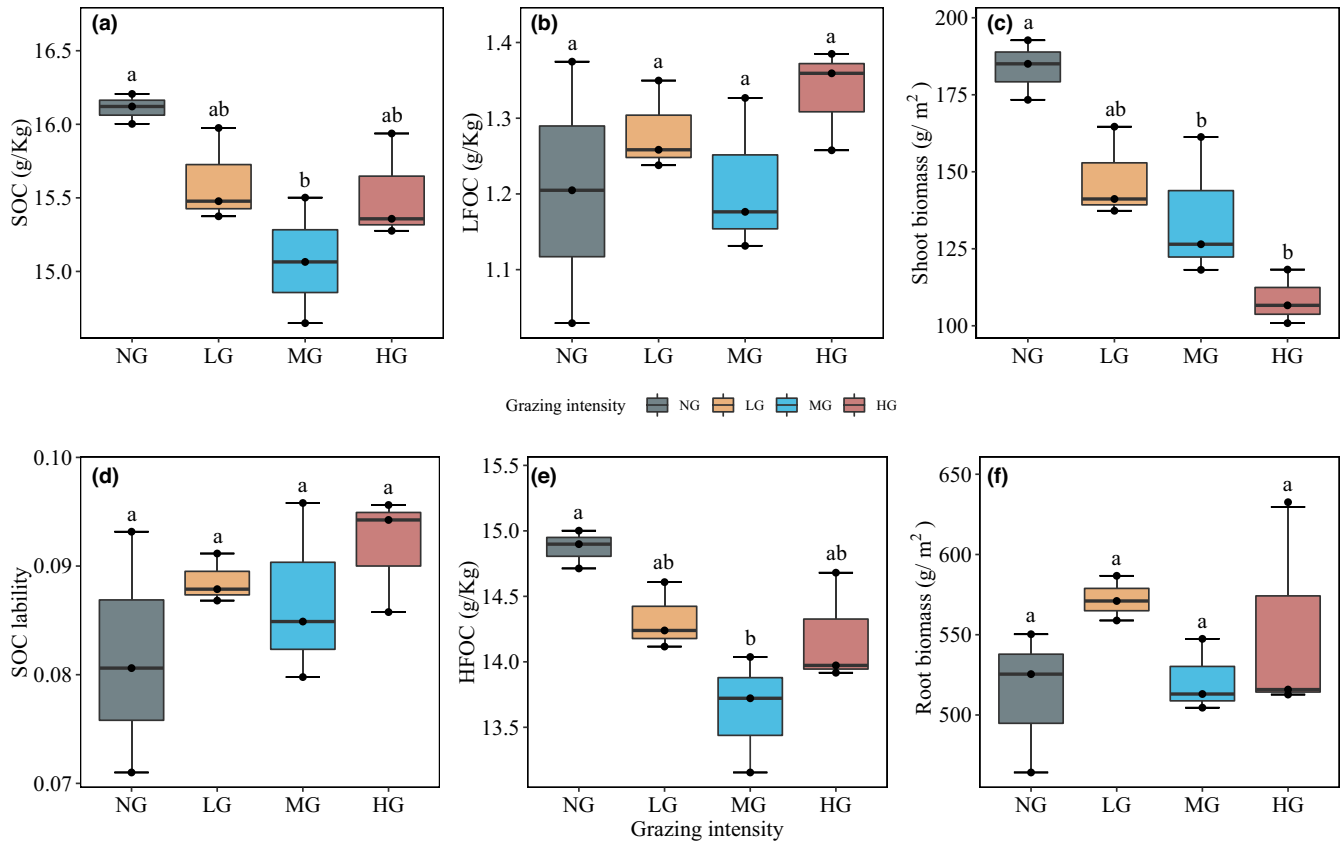 (a)
SOC (g/Kg)
16.5
16.0
15.5
15.0
a
ab
b
ab
NG LG MG HG
(b)
LFOC (g/Kg)
1.4
1.3
1.2
1.1
a
a
a
a
NG LG MG HG
(c)
Shoot biomass (g/ m²)
200
175
150
125
100
a
ab
b
b
NG LG MG HG
Grazing intensity NG LG MG HG
(d)
SOC lability
0.10
0.09
0.08
0.07
a
a
a
a
NG LG MG HG
(e)
HFOC (g/Kg)
15.5
15.0
14.5
14.0
13.5
a
ab
b
ab
NG LG MG HG
Grazing intensity
(f)
Root biomass (g/ m²)
650
600
550
500
a
a
a
a
NG LG MG HG